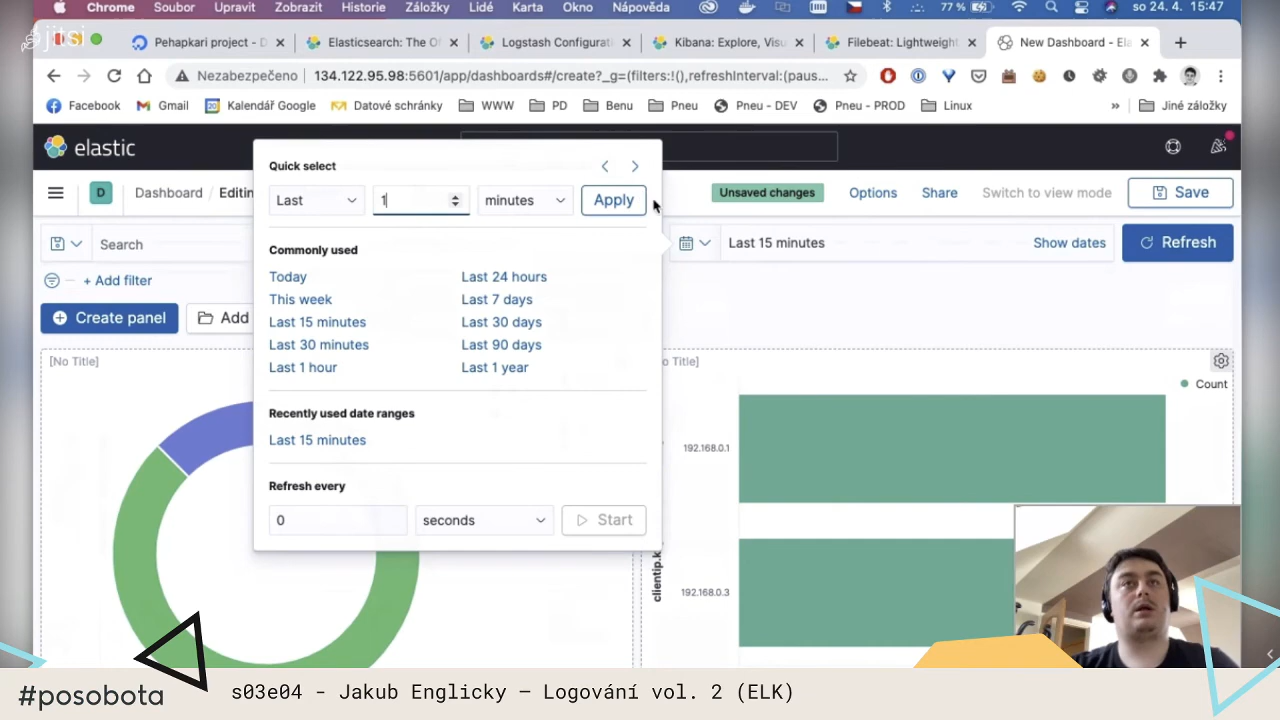 Chrome Soubor Upravit Zobrazení Historie Záložky Lidé Karta Okno Nápověda 77 % so 24. 4. 15:47
jitsi
Pehapkari project - D Elasticsearch: The Of Logstash Configurati Kibana: Explore, Visu Filebeat: Lightweight New Dashboard - Ela
Nezabezpečeno 134.122.95.98:5601/app/dashboards#/create?_g=(filters:!(),refreshInterval:(paus...
Facebook Gmail Kalendář Google Datové schránky WWW PD Benu Pneu Pneu - DEV Pneu - PROD Linux » Jiné záložky
elastic
D Dashboard Editin Unsaved changes Options Share Switch to view mode Save
Search Last 15 minutes Show dates Refresh
+ Add filter
Create panel Add
Quick select
Last 1 minutes Apply
Commonly used
Today Last 24 hours
This week Last 7 days
Last 15 minutes Last 30 days
Last 30 minutes Last 90 days
Last 1 hour Last 1 year
Recently used date ranges
Last 15 minutes
Refresh every
0 seconds Start
[No Title]
o Title]
Count
192.168.0.1
192.168.0.3
clientip.k
#posobota s03e04 - Jakub Englicky – Logování vol. 2 (ELK)